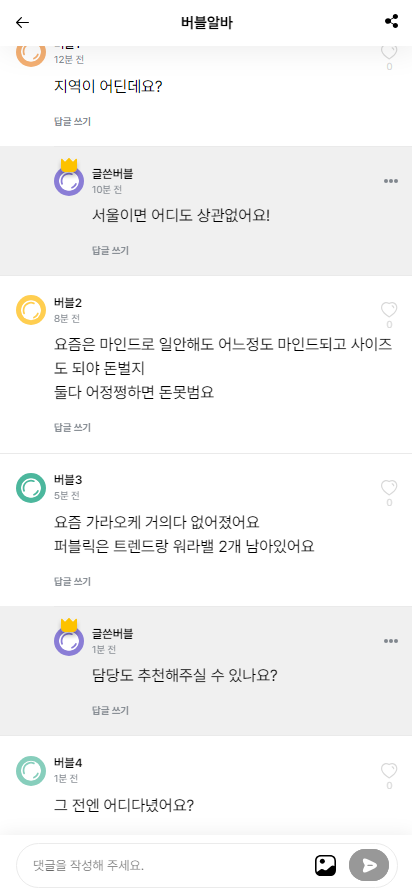 버블알바
12분 전
0
지역이 어딘데요?
답글 쓰기
글쓴버블
10분 전
서울이면 어디도 상관없어요!
답글 쓰기
버블2
8분 전
0
요즘은 마인드로 일안해도 어느정도 마인드되고 사이즈
도 되야 돈벌지
둘다 어정쩡하면 돈못범요
답글 쓰기
버블3
5분 전
0
요즘 가라오케 거의다 없어졌어요
퍼블릭은 트렌드랑 워라밸 2개 남아있어요
답글 쓰기
글쓴버블
1분 전
담당도 추천해주실 수 있나요?
답글 쓰기
버블4
1분 전
0
그 전엔 어디다녔어요?
댓글을 작성해 주세요.